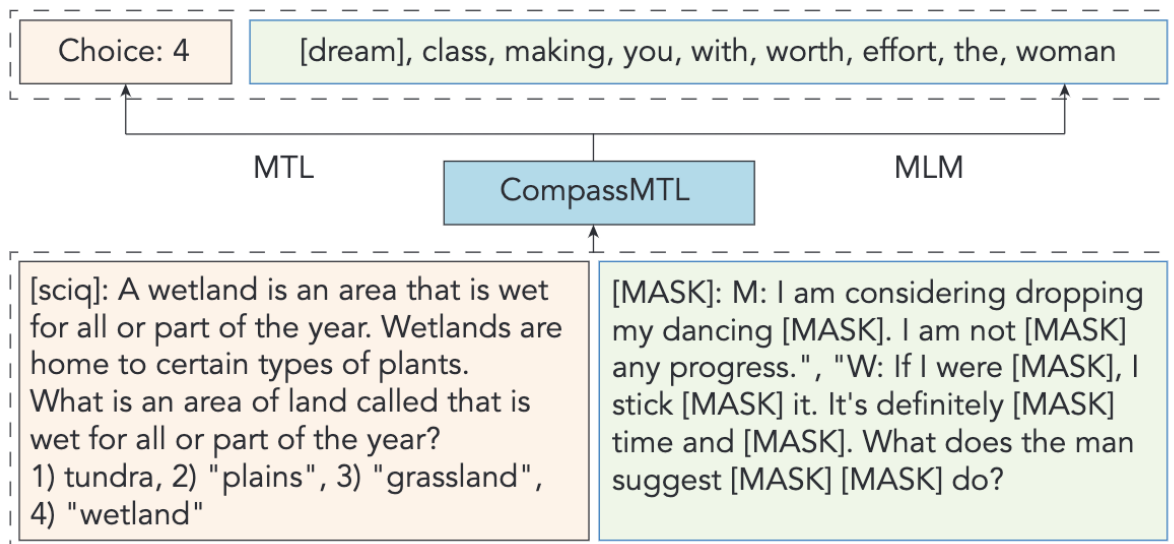 Choice: 4
[dream], class, making, you, with, worth, effort, the, woman
MTL
MLM
CompassMTL
[sciq]: A wetland is an area that is wet
for all or part of the year. Wetlands are
home to certain types of plants.
What is an area of land called that is
wet for all or part of the year?
1) tundra, 2) "plains", 3) "grassland",
4) "wetland"
[MASK]: M: I am considering dropping
my dancing [MASK]. I am not [MASK]
any progress.", "W: If I were [MASK], I
stick [MASK] it. It's definitely [MASK]
time and [MASK]. What does the man
suggest [MASK] [MASK] do?